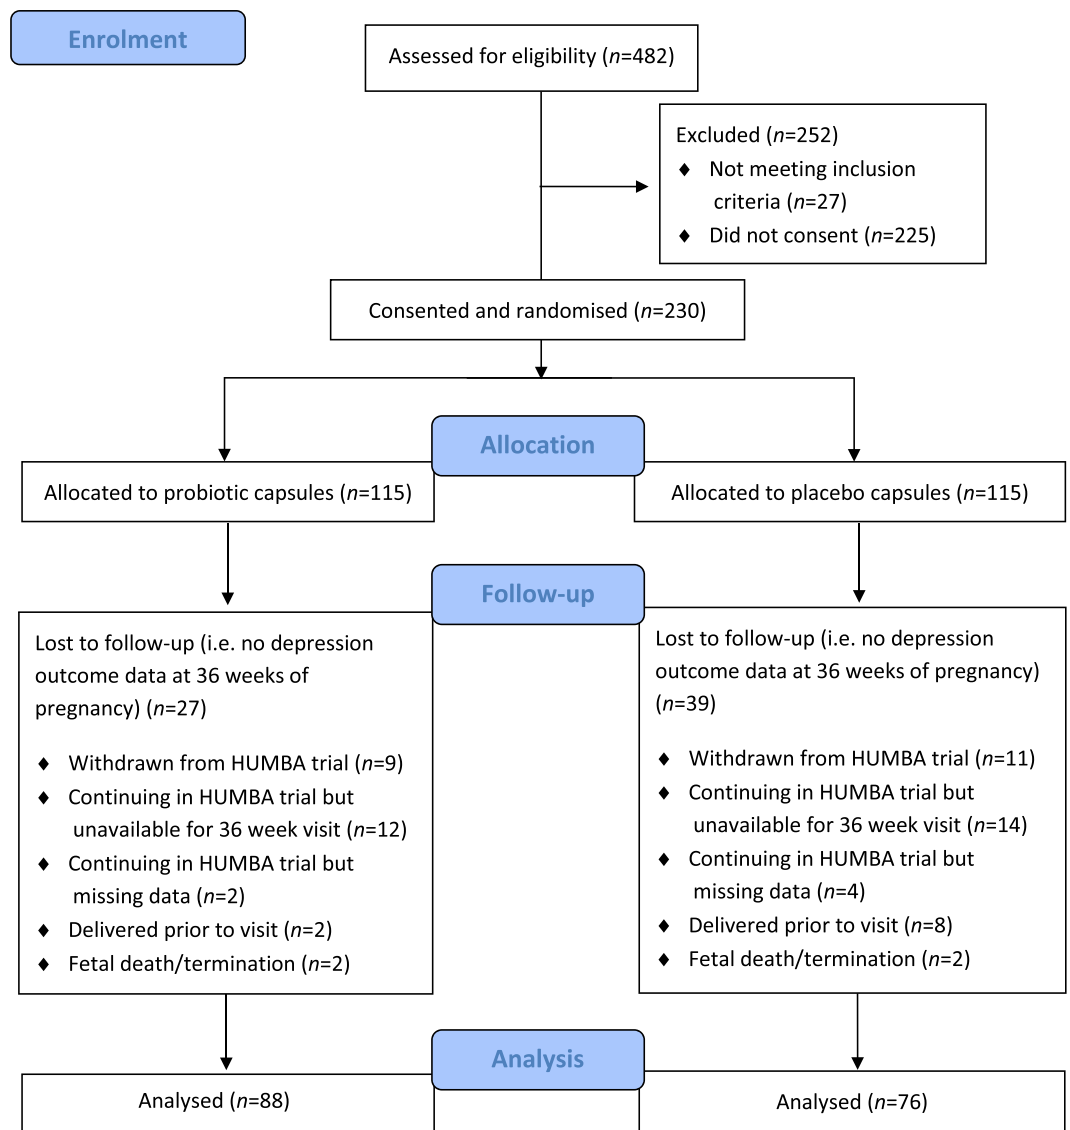 Enrolment
Assessed for eligibility (n=482)
Excluded (n=252)
♦ Not meeting inclusion
criteria (n=27)
♦ Did not consent (n=225)
Consented and randomised (n=230)
Allocation
Allocated to probiotic capsules (n=115)
Allocated to placebo capsules (n=115)
Follow-up
Lost to follow-up (i.e. no depression
outcome data at 36 weeks of
pregnancy) (n=27)
♦ Withdrawn from HUMBA trial (n=9)
♦ Continuing in HUMBA trial but
unavailable for 36 week visit (n=12)
♦ Continuing in HUMBA trial but
missing data (n=2)
♦ Delivered prior to visit (n=2)
♦ Fetal death/termination (n=2)
Lost to follow-up (i.e. no depression
outcome data at 36 weeks of pregnancy)
(n=39)
♦ Withdrawn from HUMBA trial (n=11)
♦ Continuing in HUMBA trial but
unavailable for 36 week visit (n=14)
♦ Continuing in HUMBA trial but
missing data (n=4)
♦ Delivered prior to visit (n=8)
♦ Fetal death/termination (n=2)
Analysis
Analysed (n=88)
Analysed (n=76)